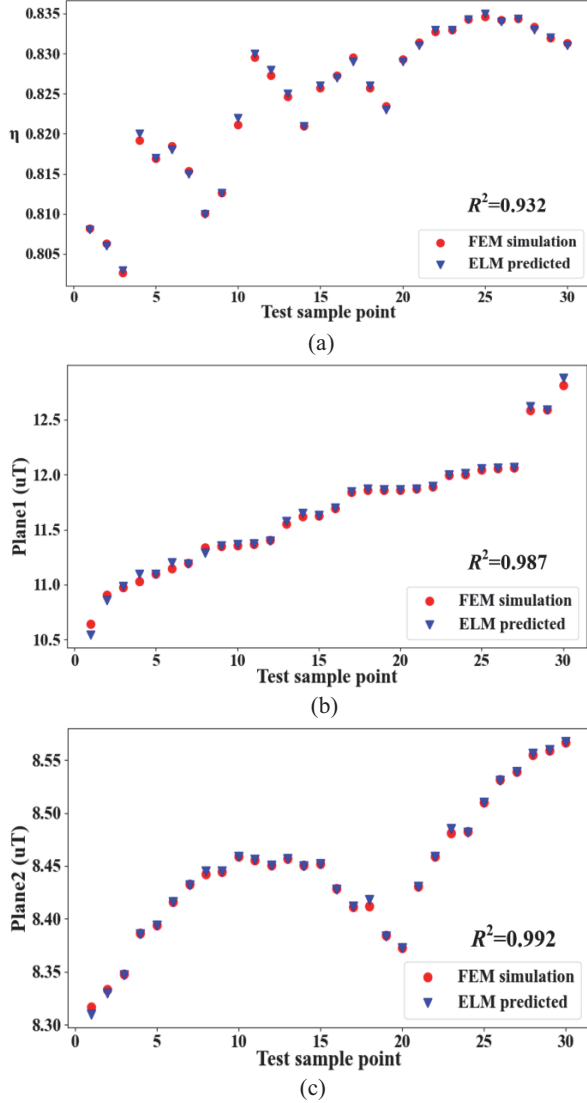 0.835
0.830
0.825
0.820
0.815
0.810
0.805
η
R²=0.932
FEM simulation
ELM predicted
0 5 10 15 20 25 30
Test sample point
(a)
12.5
12.0
11.5
11.0
10.5
Plane1 (uT)
R²=0.987
FEM simulation
ELM predicted
0 5 10 15 20 25 30
Test sample point
(b)
8.55
8.50
8.45
8.40
8.35
8.30
Plane2 (uT)
R²=0.992
FEM simulation
ELM predicted
0 5 10 15 20 25 30
Test sample point
(c)